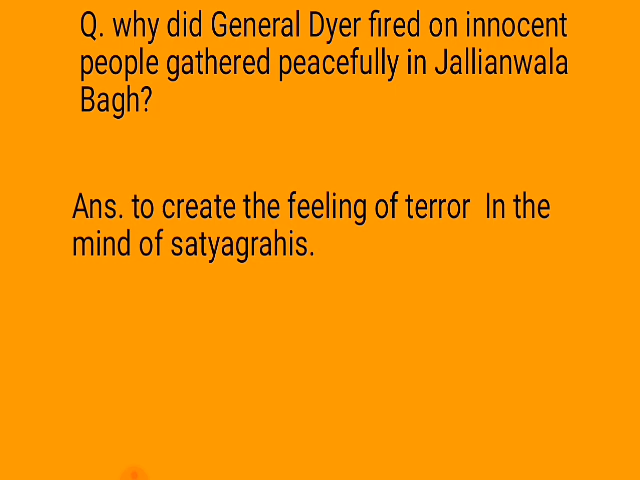 Q. why did General Dyer fired on innocent
people gathered peacefully in Jallianwala
Bagh?
Ans. to create the feeling of terror  In the
mind of satyagrahis.